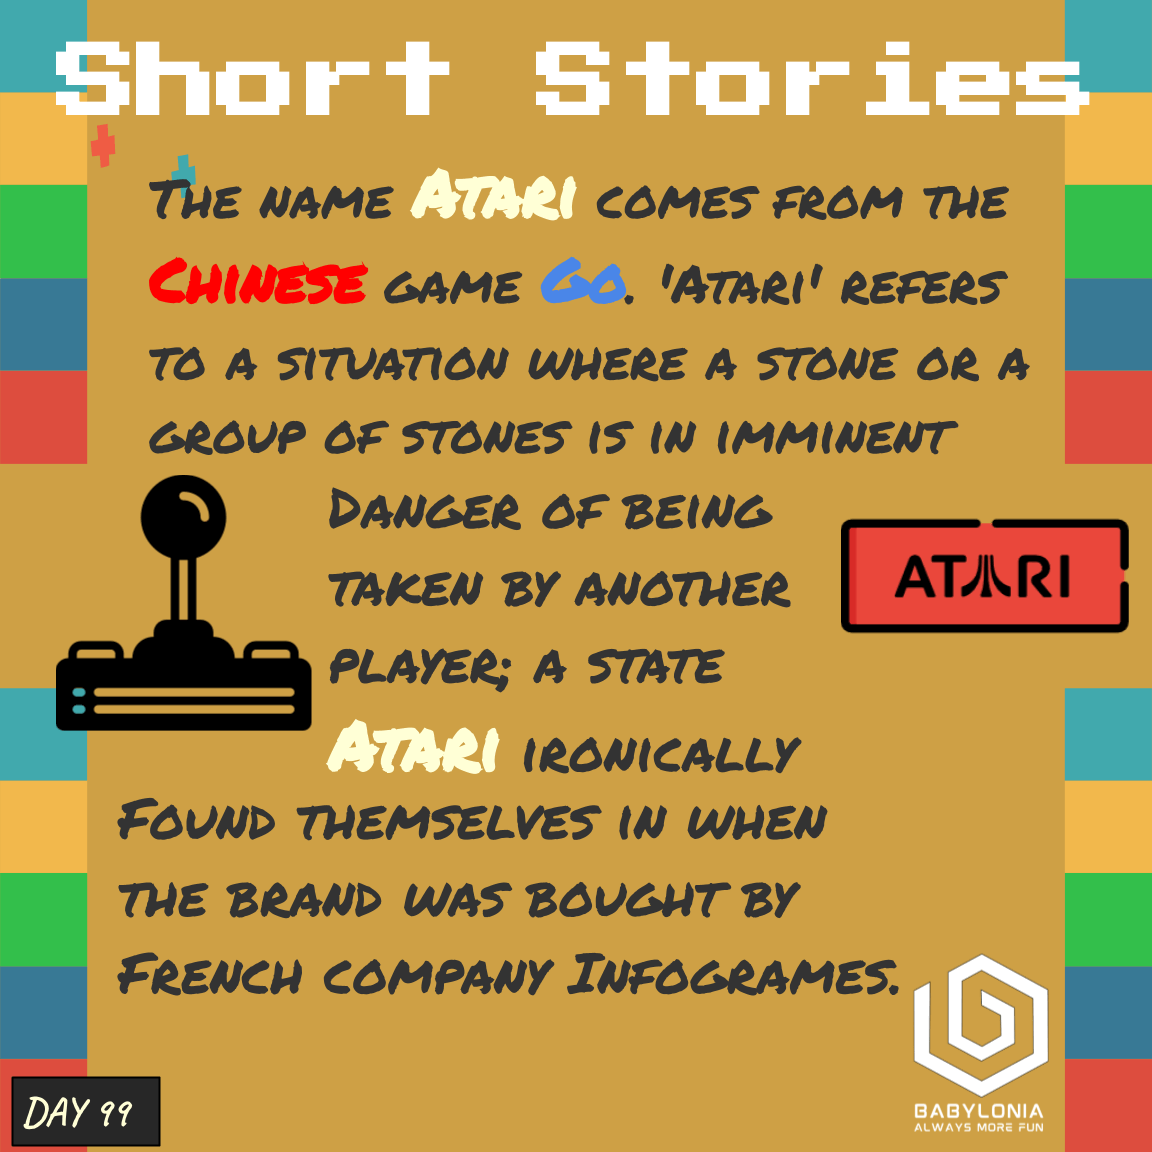 Short Stories
The name Atari comes from the
Chinese game Go. 'Atari' refers
to a situation where a stone or a
group of stones is in imminent
Danger of being
taken by another
player; a state
Atari ironically
Found themselves in when
the brand was bought by
French company Infogrames.
ATARI
BABYLONIA
ALWAYS MORE FUN
DAY 99